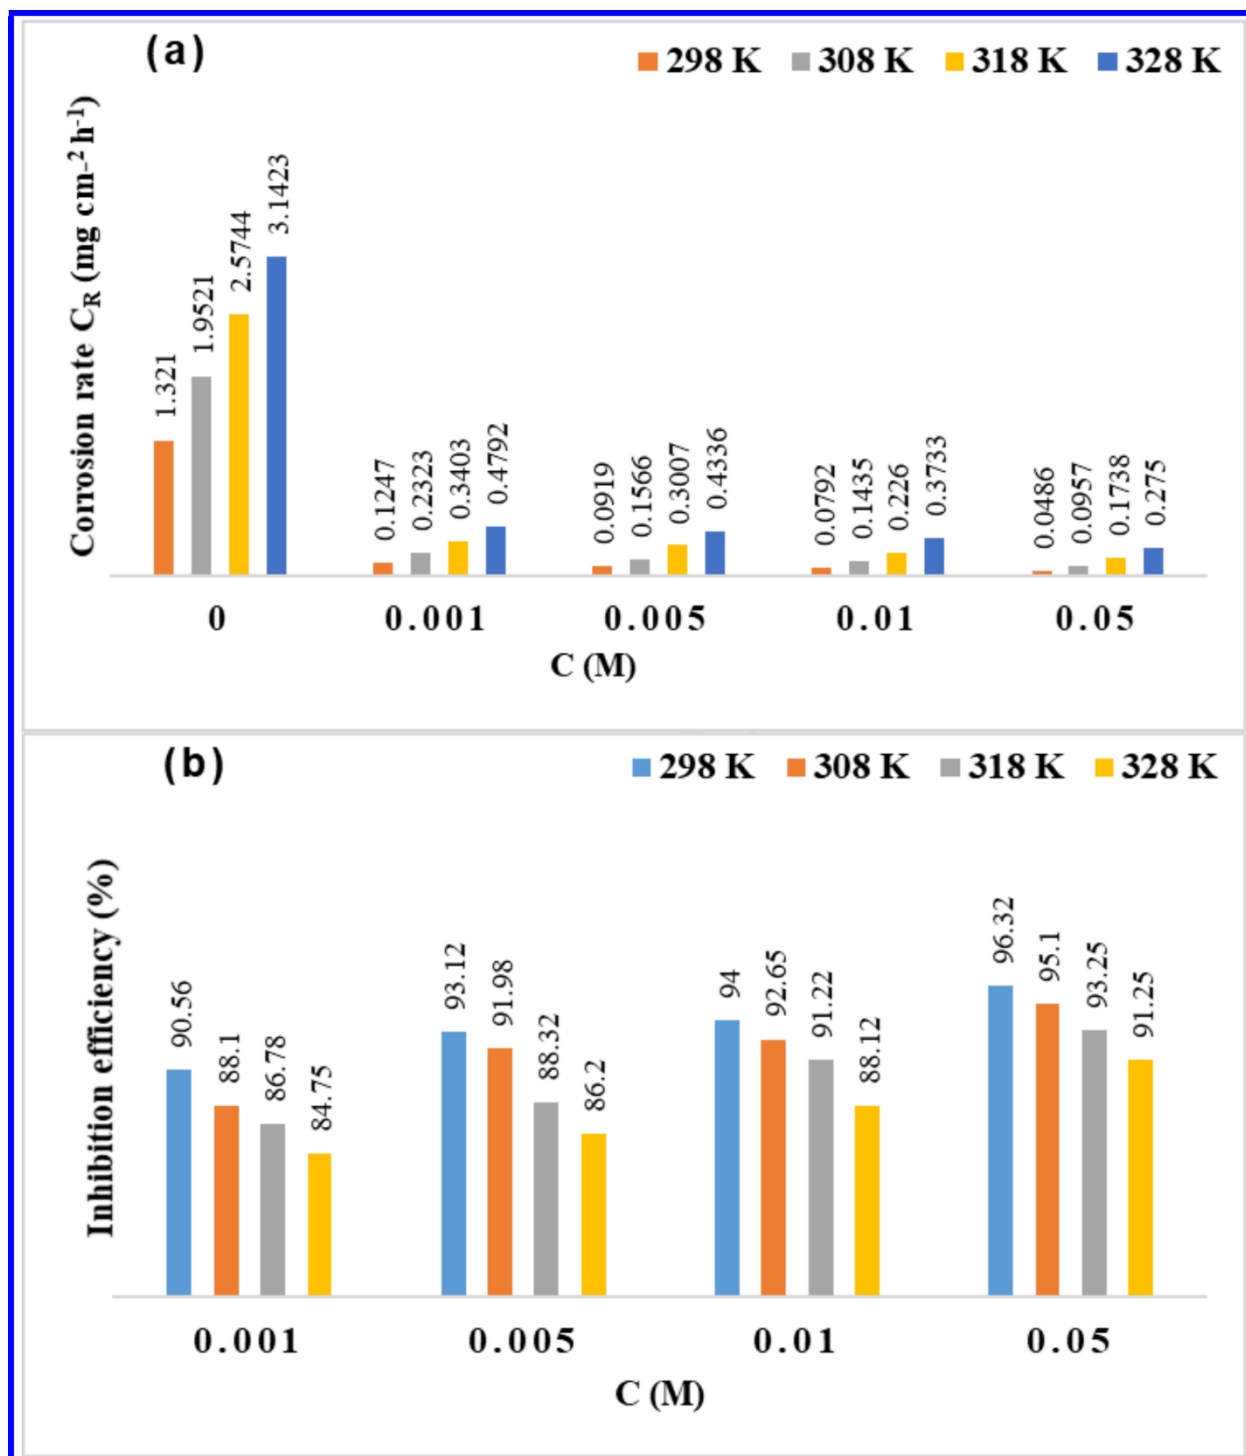 (a)
298 K 308 K 318 K 328 K
Corrosion rate C_R (mg cm-² h⁻¹)
1.321 1.9521 2.5744 3.1423
0.1247 0.2323 0.3403 0.4792
0.0919 0.1566 0.3007 0.4336
0.0792 0.1435 0.226 0.3733
0.0486 0.0957 0.1738 0.275
0 0.001 0.005 0.01 0.05
C (M)
(b)
298 K 308 K 318 K 328 K
Inhibition efficiency (%)
90.56 88.1 86.78 84.75
93.12 91.98 88.32 86.2
94 92.65 91.22 88.12
96.32 95.1 93.25 91.25
0.001 0.005 0.01 0.05
C (M)